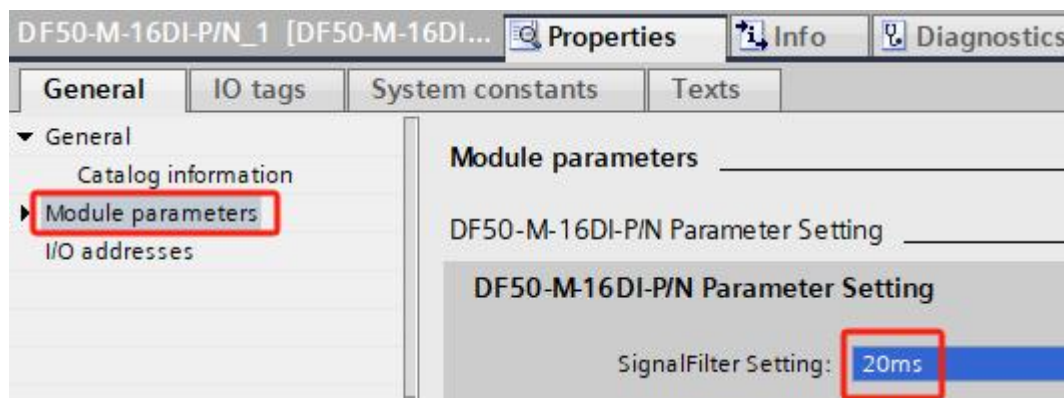 DF50-M-16DI-P/N_1 [DF50-M-16DI... Properties Info Diagnostics
General IO tags System constants Texts
General
Catalog information
Module parameters
I/O addresses
Module parameters
DF50-M-16DI-P/N Parameter Setting
DF50-M-16DI-P/N Parameter Setting
SignalFilter Setting: 20ms